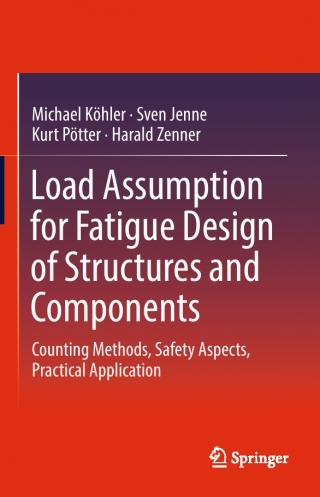 Michael Köhler · Sven Jenne
Kurt Pötter · Harald Zenner
Load Assumption
for Fatigue Design
of Structures and
Components
Counting Methods, Safety Aspects,
Practical Application
Springer